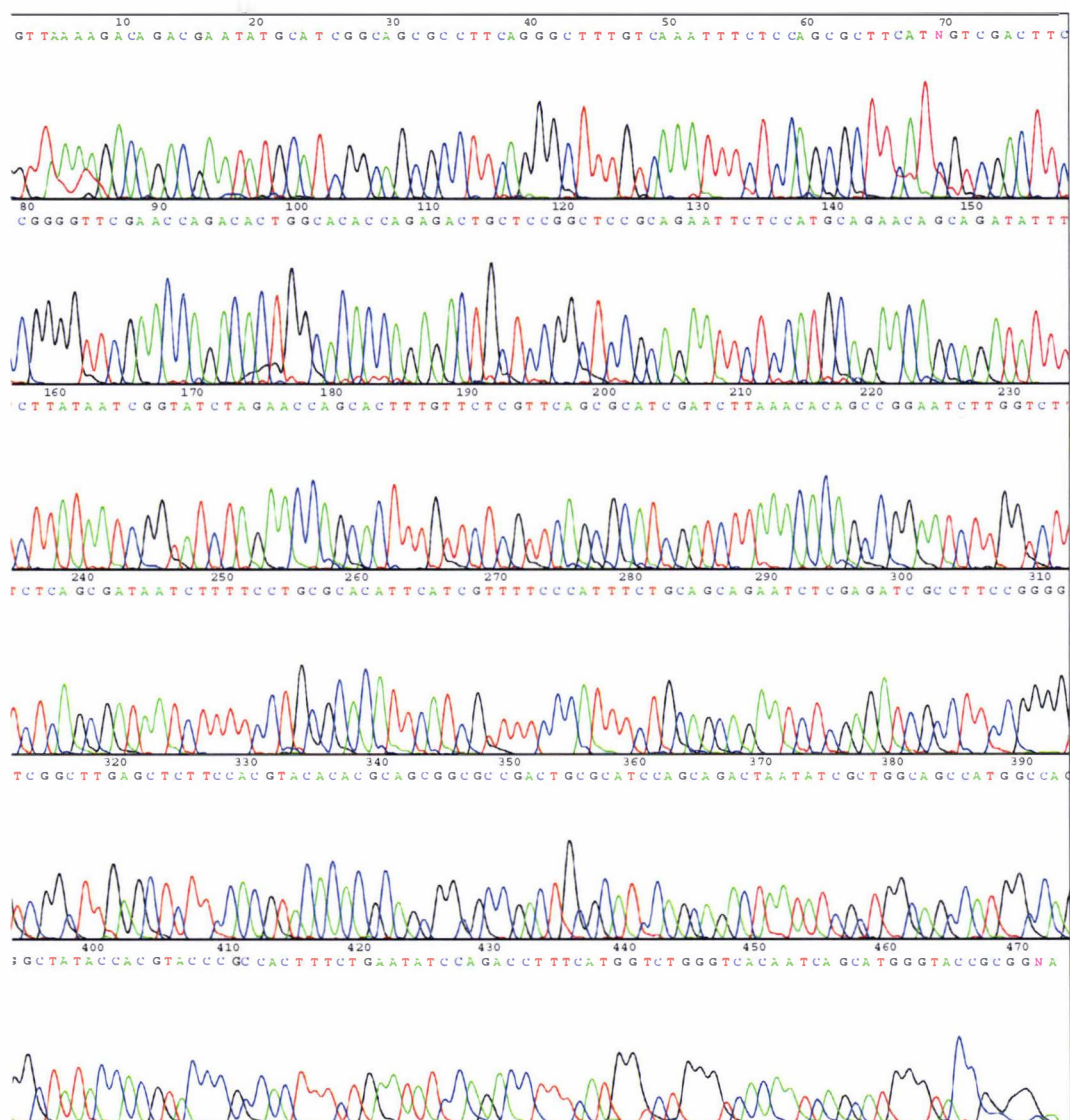 10 20 30 40 50 60 70
GTTAAAAGACAGACGAATATGCATCGGCAGCGCCTTCAGGGCTTTGTCAAATTTCTCCAGCGCTTCATNGTCGACTTC
80 90 100 110 120 130 140 150
CGGGGTTCGAACCAGACACTGGCACACCAGAGACTGCTCCGGCTCCGCAGAATTCTCCATGCAGAACAGCAGATATTT
160 170 180 190 200 210 220 230
CTTATAATCGGTATCTAGAACCAGCACTTTGTTCTCGTTCAGCGCATCGATCTTAAACACAGCCGGAATCTTGGTCT
240 250 260 270 280 290 300 310
TCTCAGCGATAATCTTTTCCTGCGCACATTCATCGTTTTCCCATTTCTGCAGCAGAATCTCGAGATCGCCTTCCGGGG
320 330 340 350 360 370 380 390
TCGGCTTGAGCTCTTCCACGTACACACGCAGCGGCGCCGACTGCGCATCCAGCAGACTAATATCGCTGGCAGCCATGGCCAC
400 410 420 430 440 450 460 470
GGCTATACCACGTACCCGCCACTTTCTGAATATCCAGACCTTTCATGGTCTGGGTCACAATCAGCATGGGTACCGCGGNA